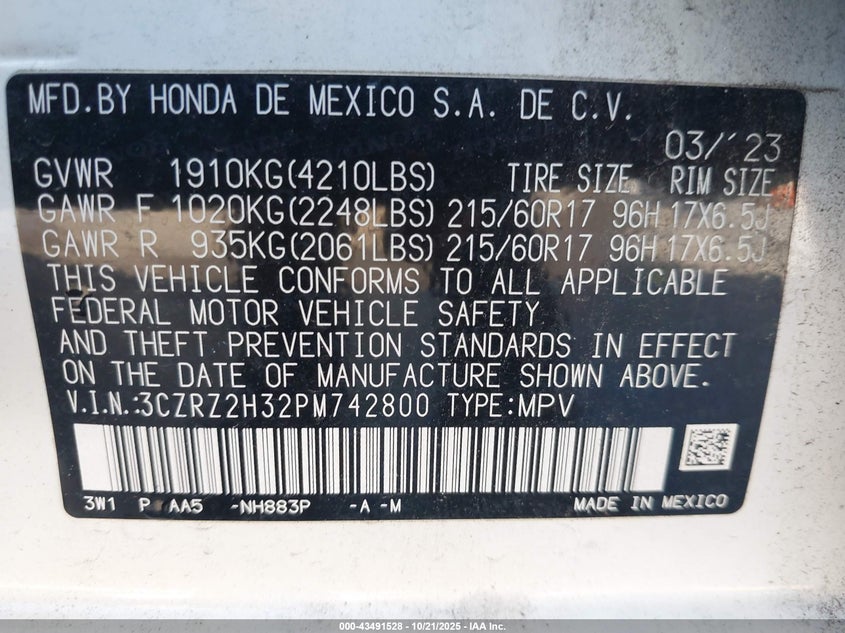 MFD.BY HONDA DE MEXICO S.A. DE C.V.
03/'23
GVWR 1910KG(4210LBS) TIRE SIZE RIM SIZE
GAWR F 1020KG(2248LBS) 215/60R17 96H 17X6.5J
GAWR R 935KG(2061LBS) 215/60R17 96H 17X6.5J
THIS VEHICLE CONFORMS TO ALL APPLICABLE
FEDERAL MOTOR VEHICLE SAFETY
AND THEFT PREVENTION STANDARDS IN EFFECT
ON THE DATE OF MANUFACTURE SHOWN ABOVE.
V.I.N.:3CZRZ2H32PM742800 TYPE:MPV
3W1 P AA5 -NH883P -A -M MADE IN MEXICO
000-43491528 - 10/21/2025 - IAA Inc.